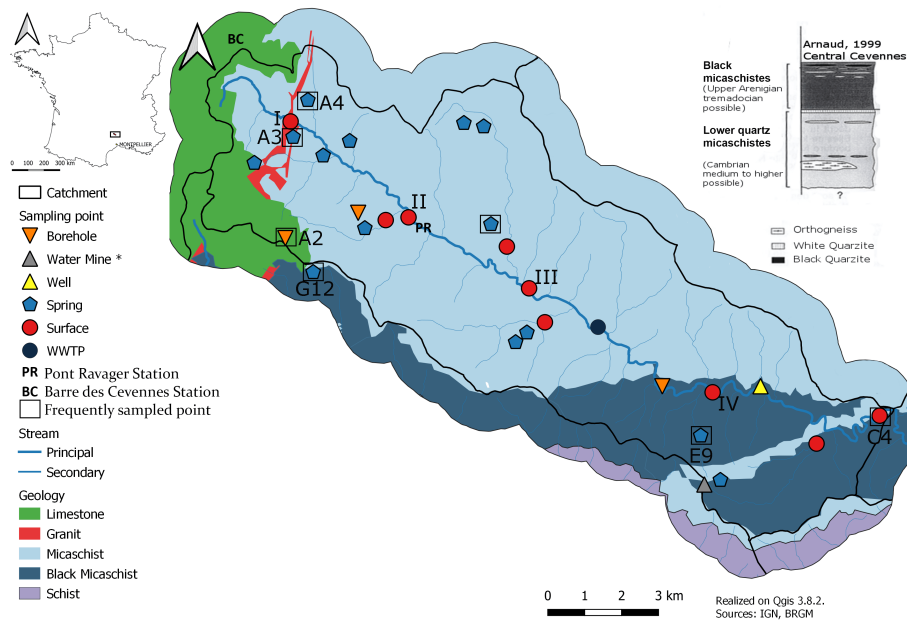 MONTPELLIER
0 100 200 300 km
Catchment
Sampling point
Borehole
Water Mine *
Well
Spring
Surface
WWTP
PR Pont Ravager Station
BC Barre des Cevennes Station
Frequently sampled point
Stream
Principal
Secondary
Geology
Limestone
Granit
Micaschist
Black Micaschist
Schist
BC
A4
I
A3
II
PR
A2
G12
III
IV
E9
C4
Arnaud, 1999
Central Cevennes
Black
micaschistes
(Upper Arenigian
tremadocian
possible)
Lower quartz
micaschistes
(Cambrian
medium to higher
possible)
?
Orthogneiss
White Quarzite
Black Quarzite
0 1 2 3 km
Realized on Qgis 3.8.2.
Sources: IGN, BRGM